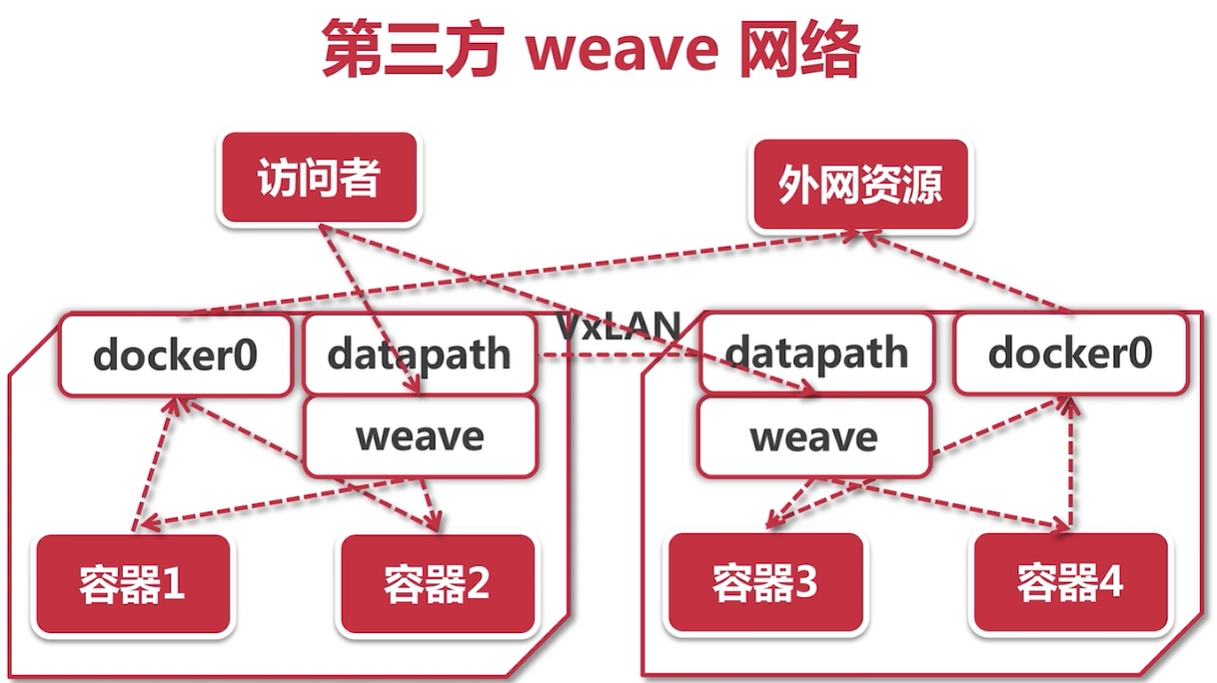 第三方 weave 网络
访问者
外网资源
VxLAN
docker0
datapath
datapath
docker0
weave
weave
容器1
容器2
容器3
容器4